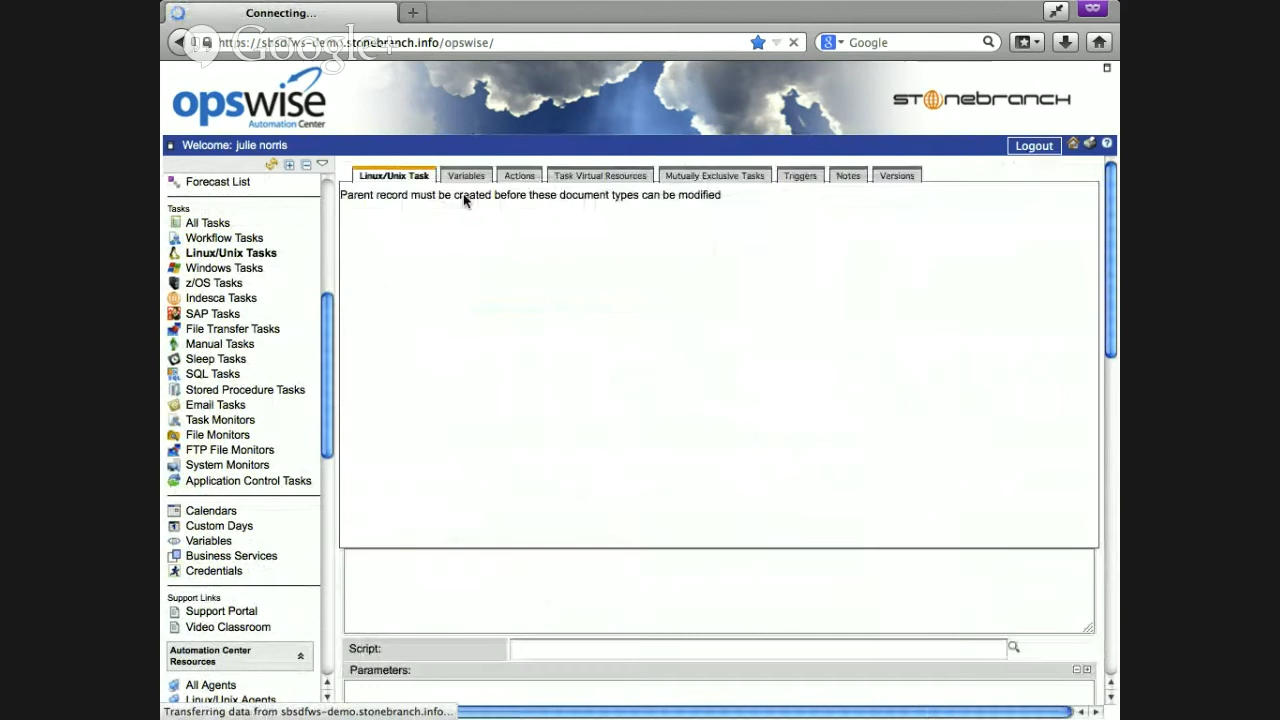 Connecting...
https://sbsdfws-demo.stonebranch.info/opswise/
Google+
Google
opswise
Automation Center
STONEBRANCH
Welcome: julie norris
Logout
Forecast List
Tasks
All Tasks
Workflow Tasks
Linux/Unix Tasks
Windows Tasks
z/OS Tasks
Indesca Tasks
SAP Tasks
File Transfer Tasks
Manual Tasks
Sleep Tasks
SQL Tasks
Stored Procedure Tasks
Email Tasks
Task Monitors
File Monitors
FTP File Monitors
System Monitors
Application Control Tasks
Calendars
Custom Days
Variables
Business Services
Credentials
Support Links
Support Portal
Video Classroom
Automation Center
Resources
All Agents
Linux/Unix Agents
Linux/Unix Task
Variables
Actions
Task Virtual Resources
Mutually Exclusive Tasks
Triggers
Notes
Versions
Parent record must be created before these document types can be modified
Script:
Parameters:
Transferring data from sbsdfws-demo.stonebranch.info...